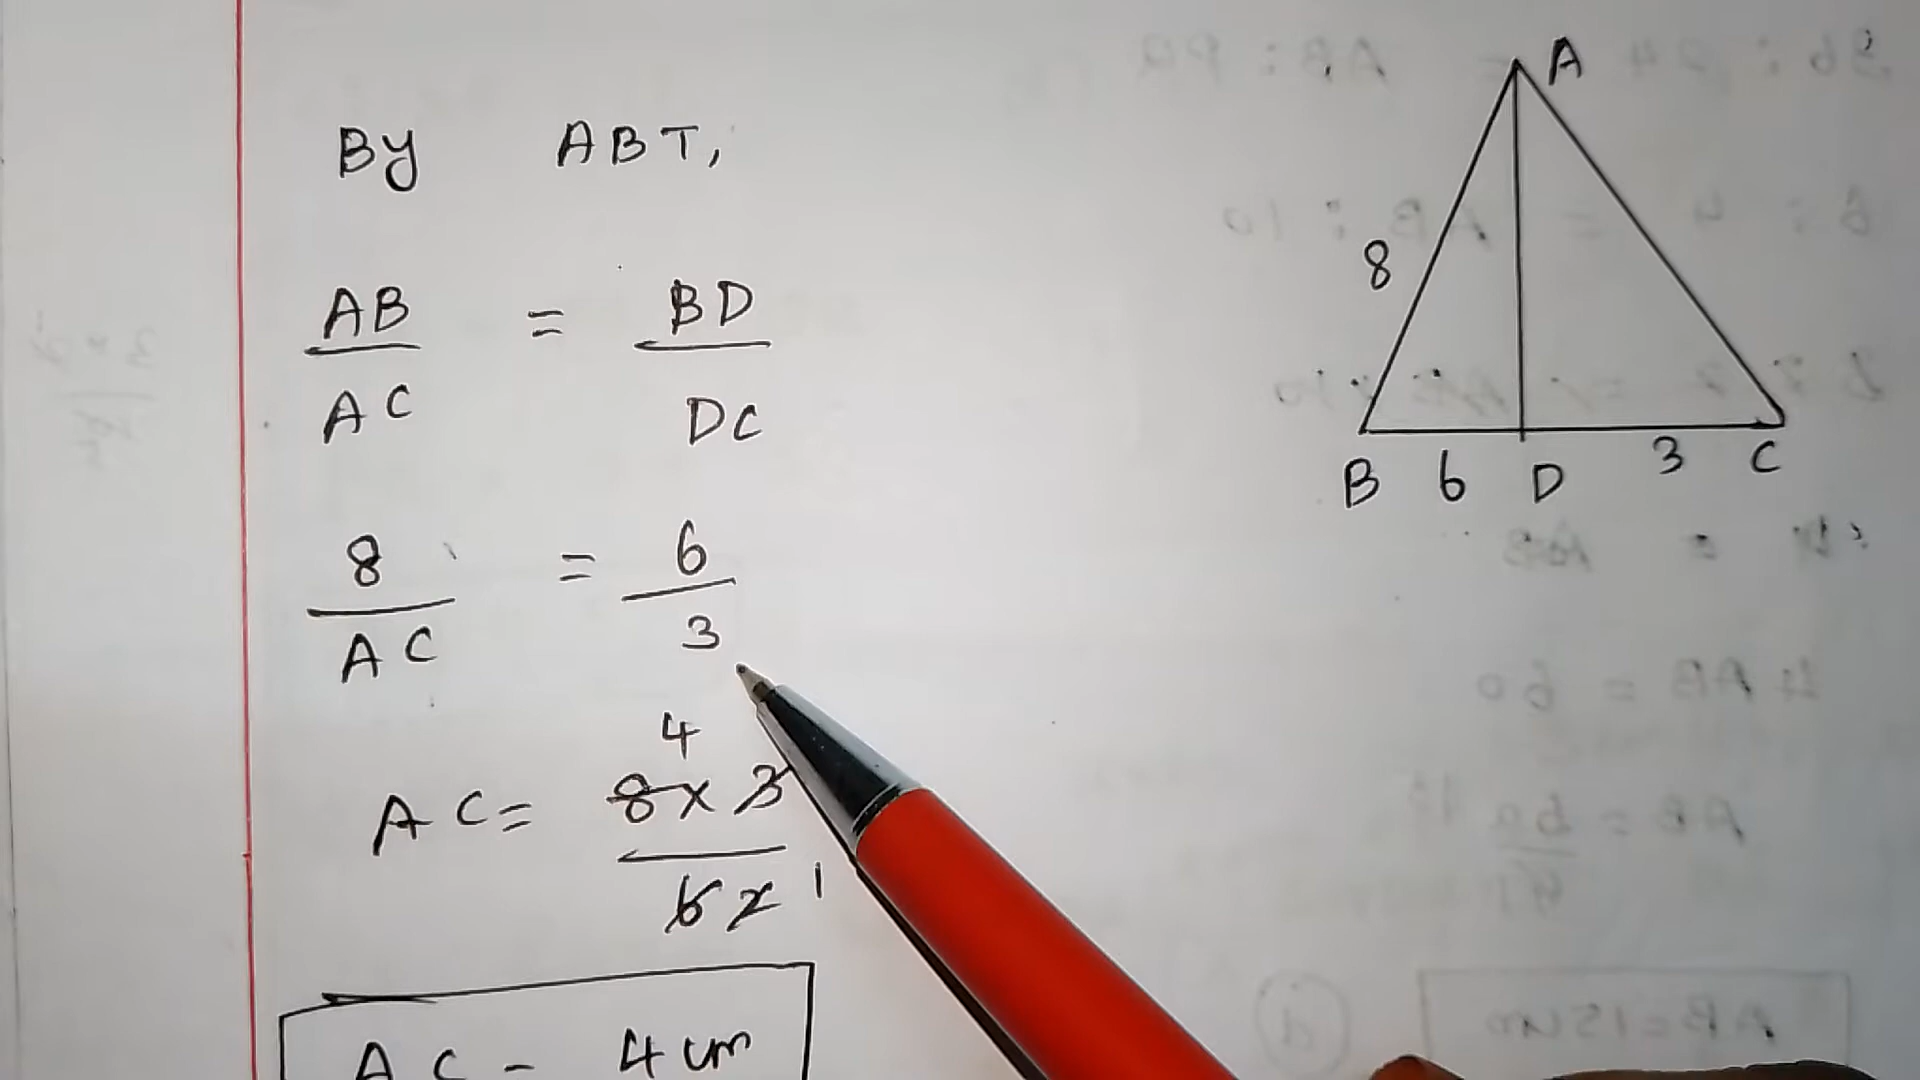 By ABT,
AB = BD
AC DC
8 = 6
AC 3
4
AC = 8 x 3
6 2 1
AC = 4 cm
A
8
B 6 D 3 C